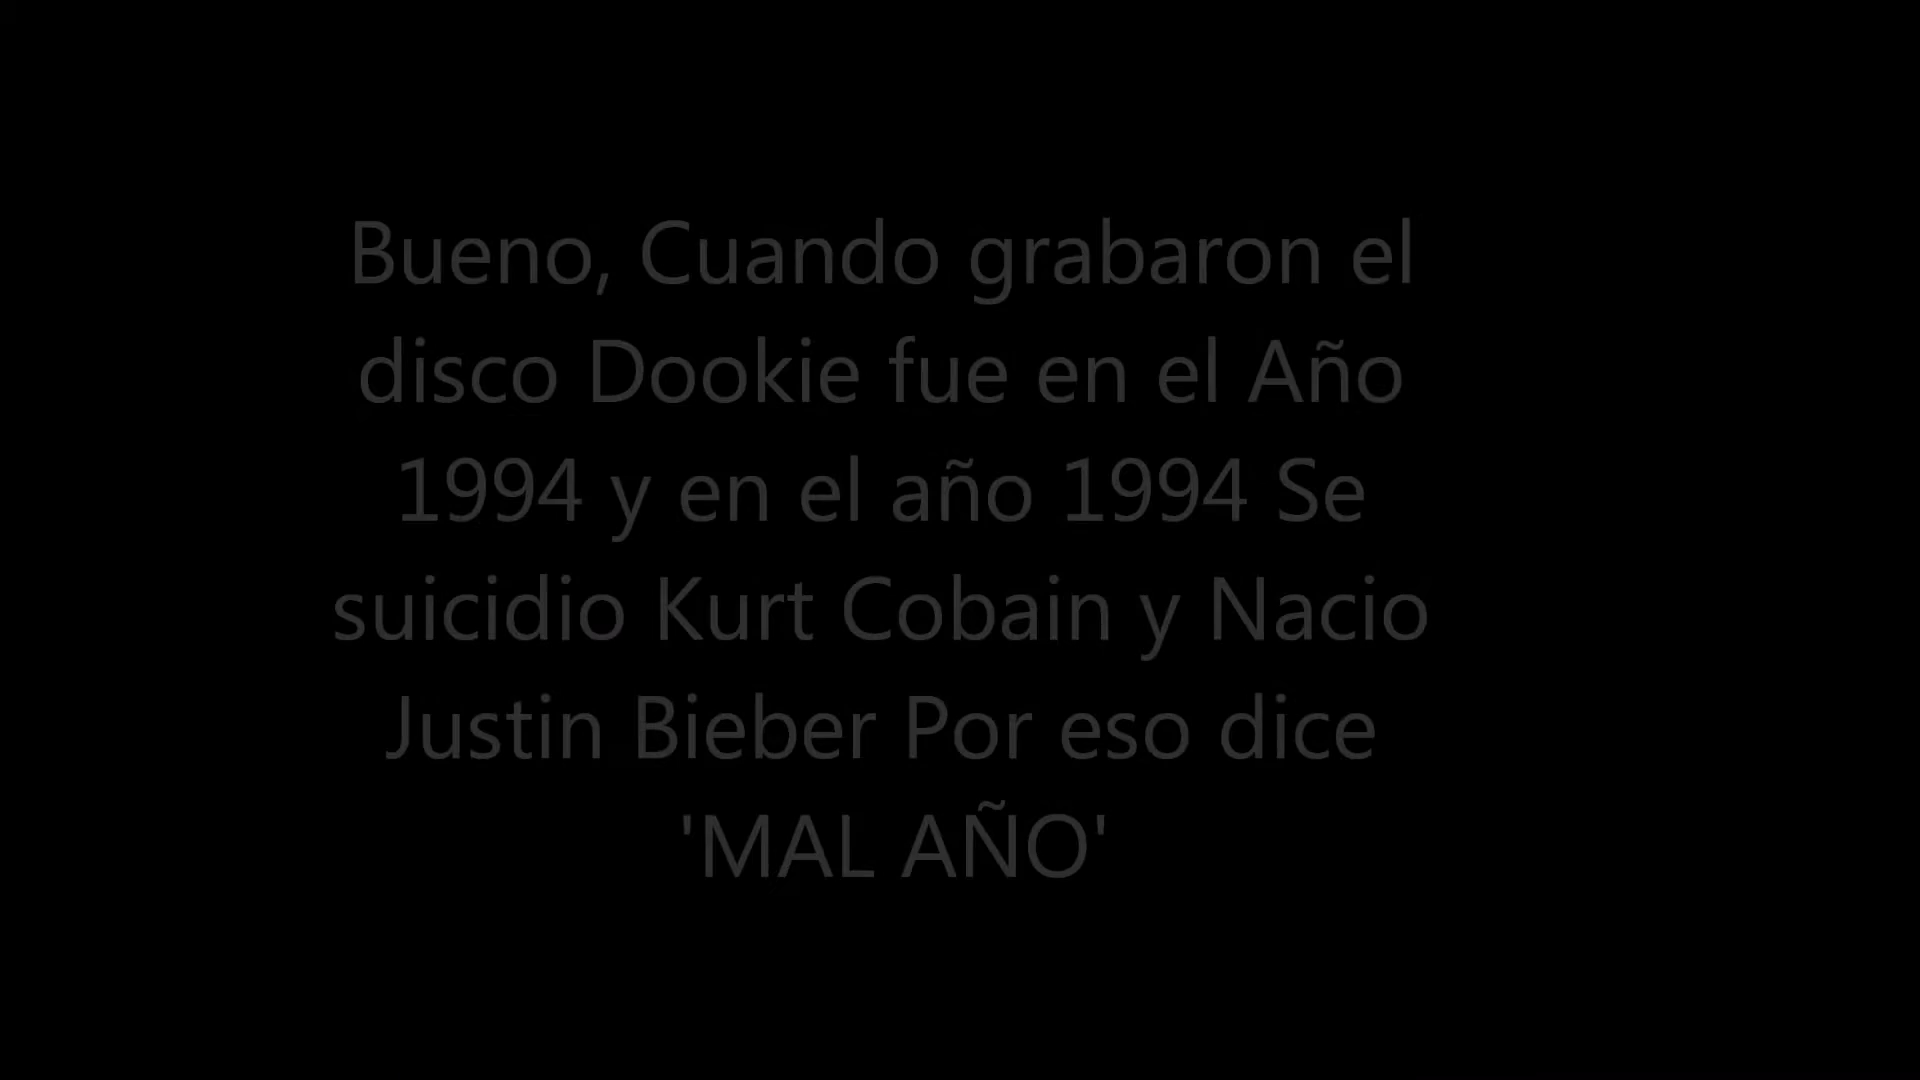 Bueno, Cuando grabaron el
disco Dookie fue en el Año
1994 y en el año 1994 Se
suicidio Kurt Cobain y Nacio
Justin Bieber Por eso dice
'MAL AÑO'